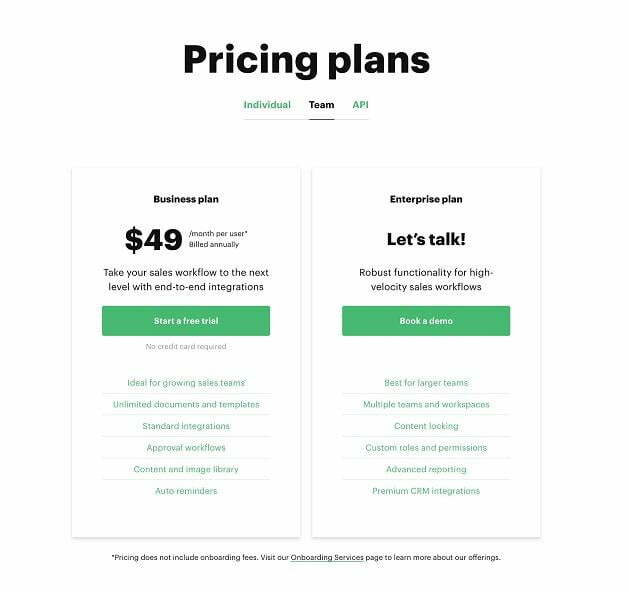 Pricing plans
Individual Team API
Business plan
$49 /month per user*
Billed annually
Take your sales workflow to the next
level with end-to-end integrations
Start a free trial
No credit card required
Ideal for growing sales teams
Unlimited documents and templates
Standard integrations
Approval workflows
Content and image library
Auto reminders
Enterprise plan
Let's talk!
Robust functionality for high-
velocity sales workflows
Book a demo
Best for larger teams
Multiple teams and workspaces
Content locking
Custom roles and permissions
Advanced reporting
Premium CRM integrations
*Pricing does not include onboarding fees. Visit our Onboarding Services page to learn more about our offerings.